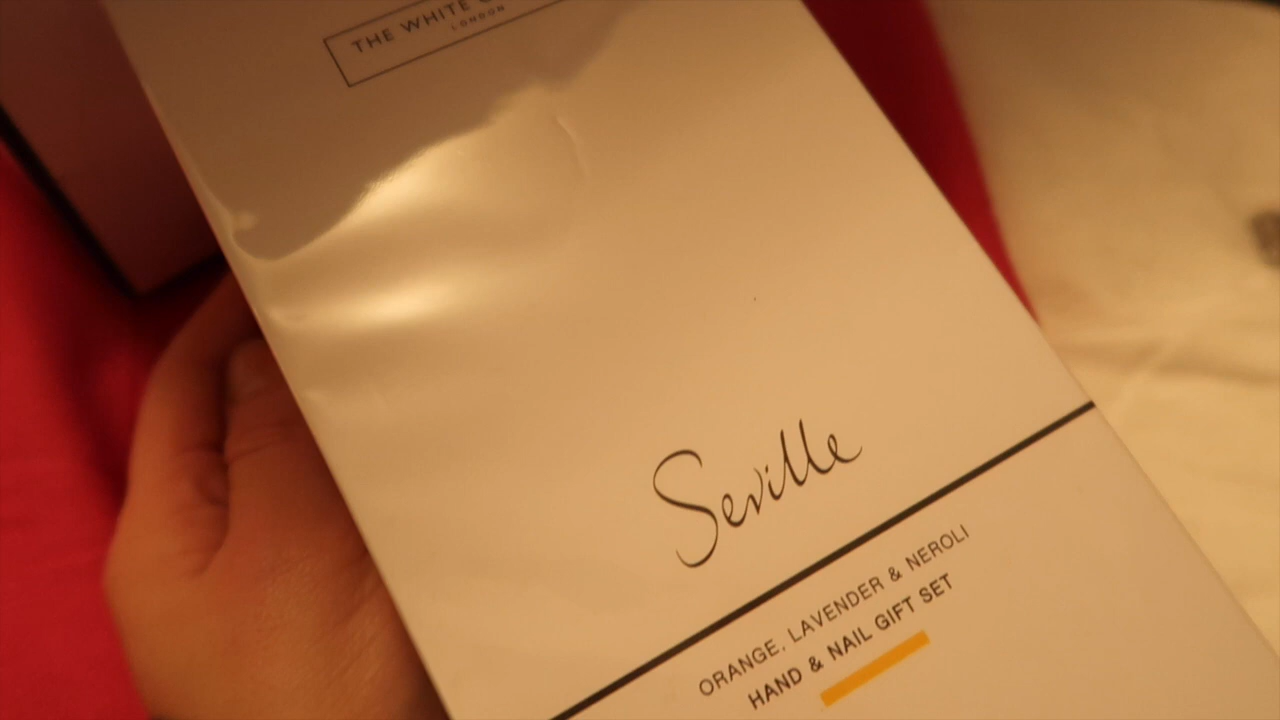 THE WHITE
LONDON
Seville
ORANGE, LAVENDER & NEROLI
HAND & NAIL GIFT SET